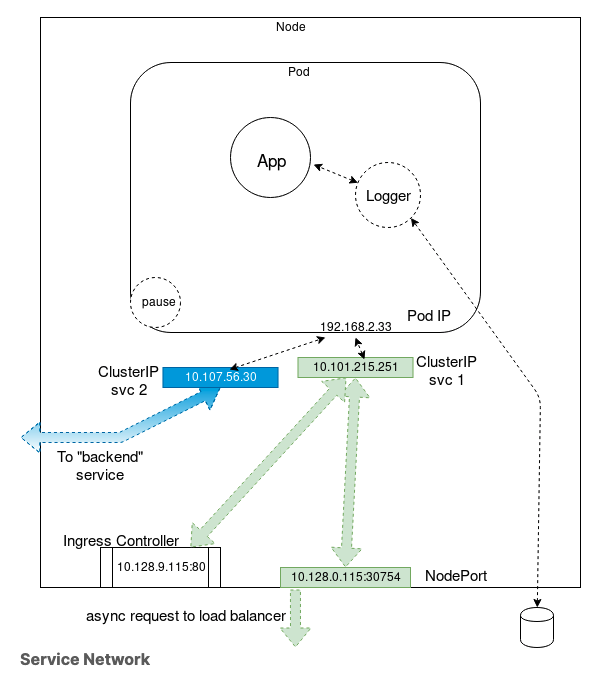 Node
Pod
App
Logger
pause
Pod IP
192.168.2.33
ClusterIP
svc 2
10.107.56.30
10.101.215.251
ClusterIP
svc 1
To "backend"
service
Ingress Controller
10.128.9.115:80
10.128.0.115:30754
NodePort
async request to load balancer
Service Network